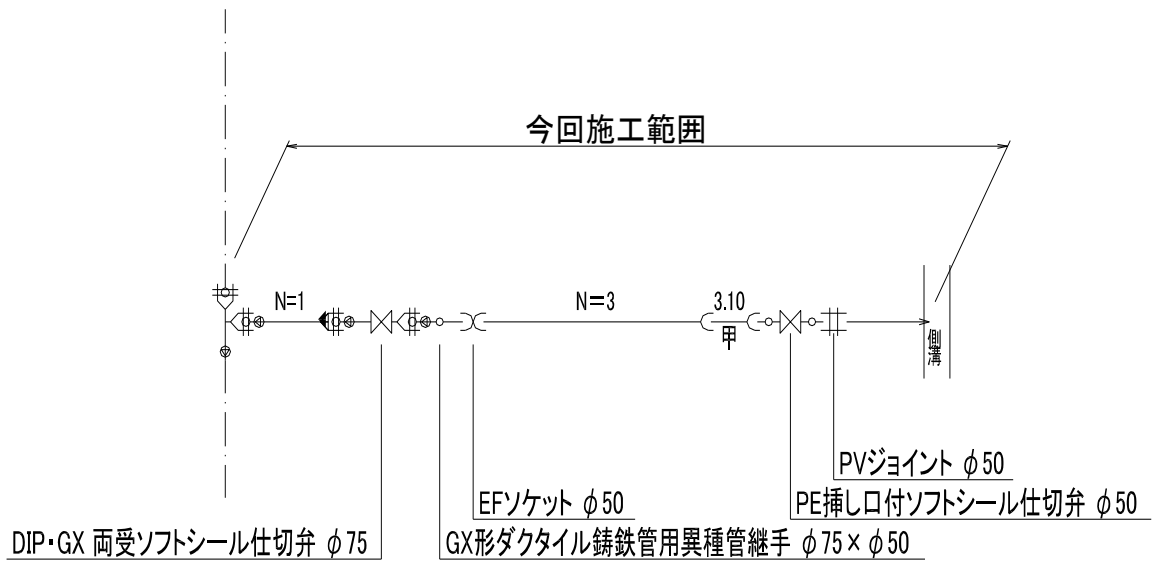 今回施工範囲
N=1
N=3
3.10
甲
側溝
PVジョイント φ50
EFソケット φ50
PE挿し口付ソフトシール仕切弁 φ50
DIP・GX 両受ソフトシール仕切弁 φ75
GX形ダクタイル鋳鉄管用異種管継手 φ75×φ50